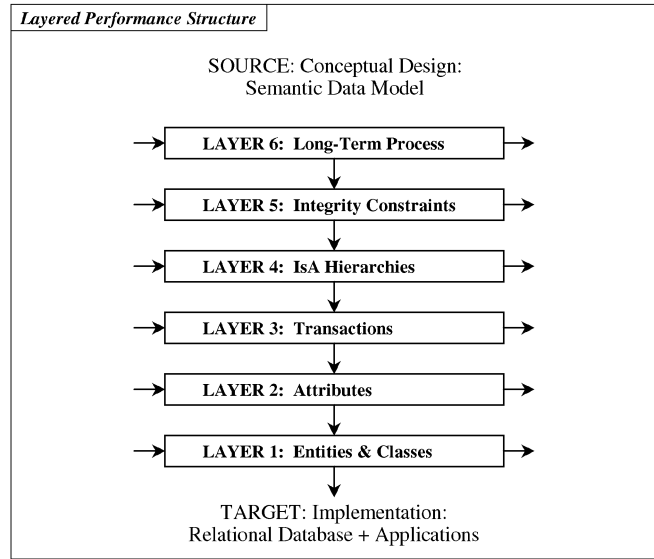 Layered Performance Structure
SOURCE: Conceptual Design:
Semantic Data Model
LAYER 6: Long-Term Process
LAYER 5: Integrity Constraints
LAYER 4: IsA Hierarchies
LAYER 3: Transactions
LAYER 2: Attributes
LAYER 1: Entities & Classes
TARGET: Implementation:
Relational Database + Applications